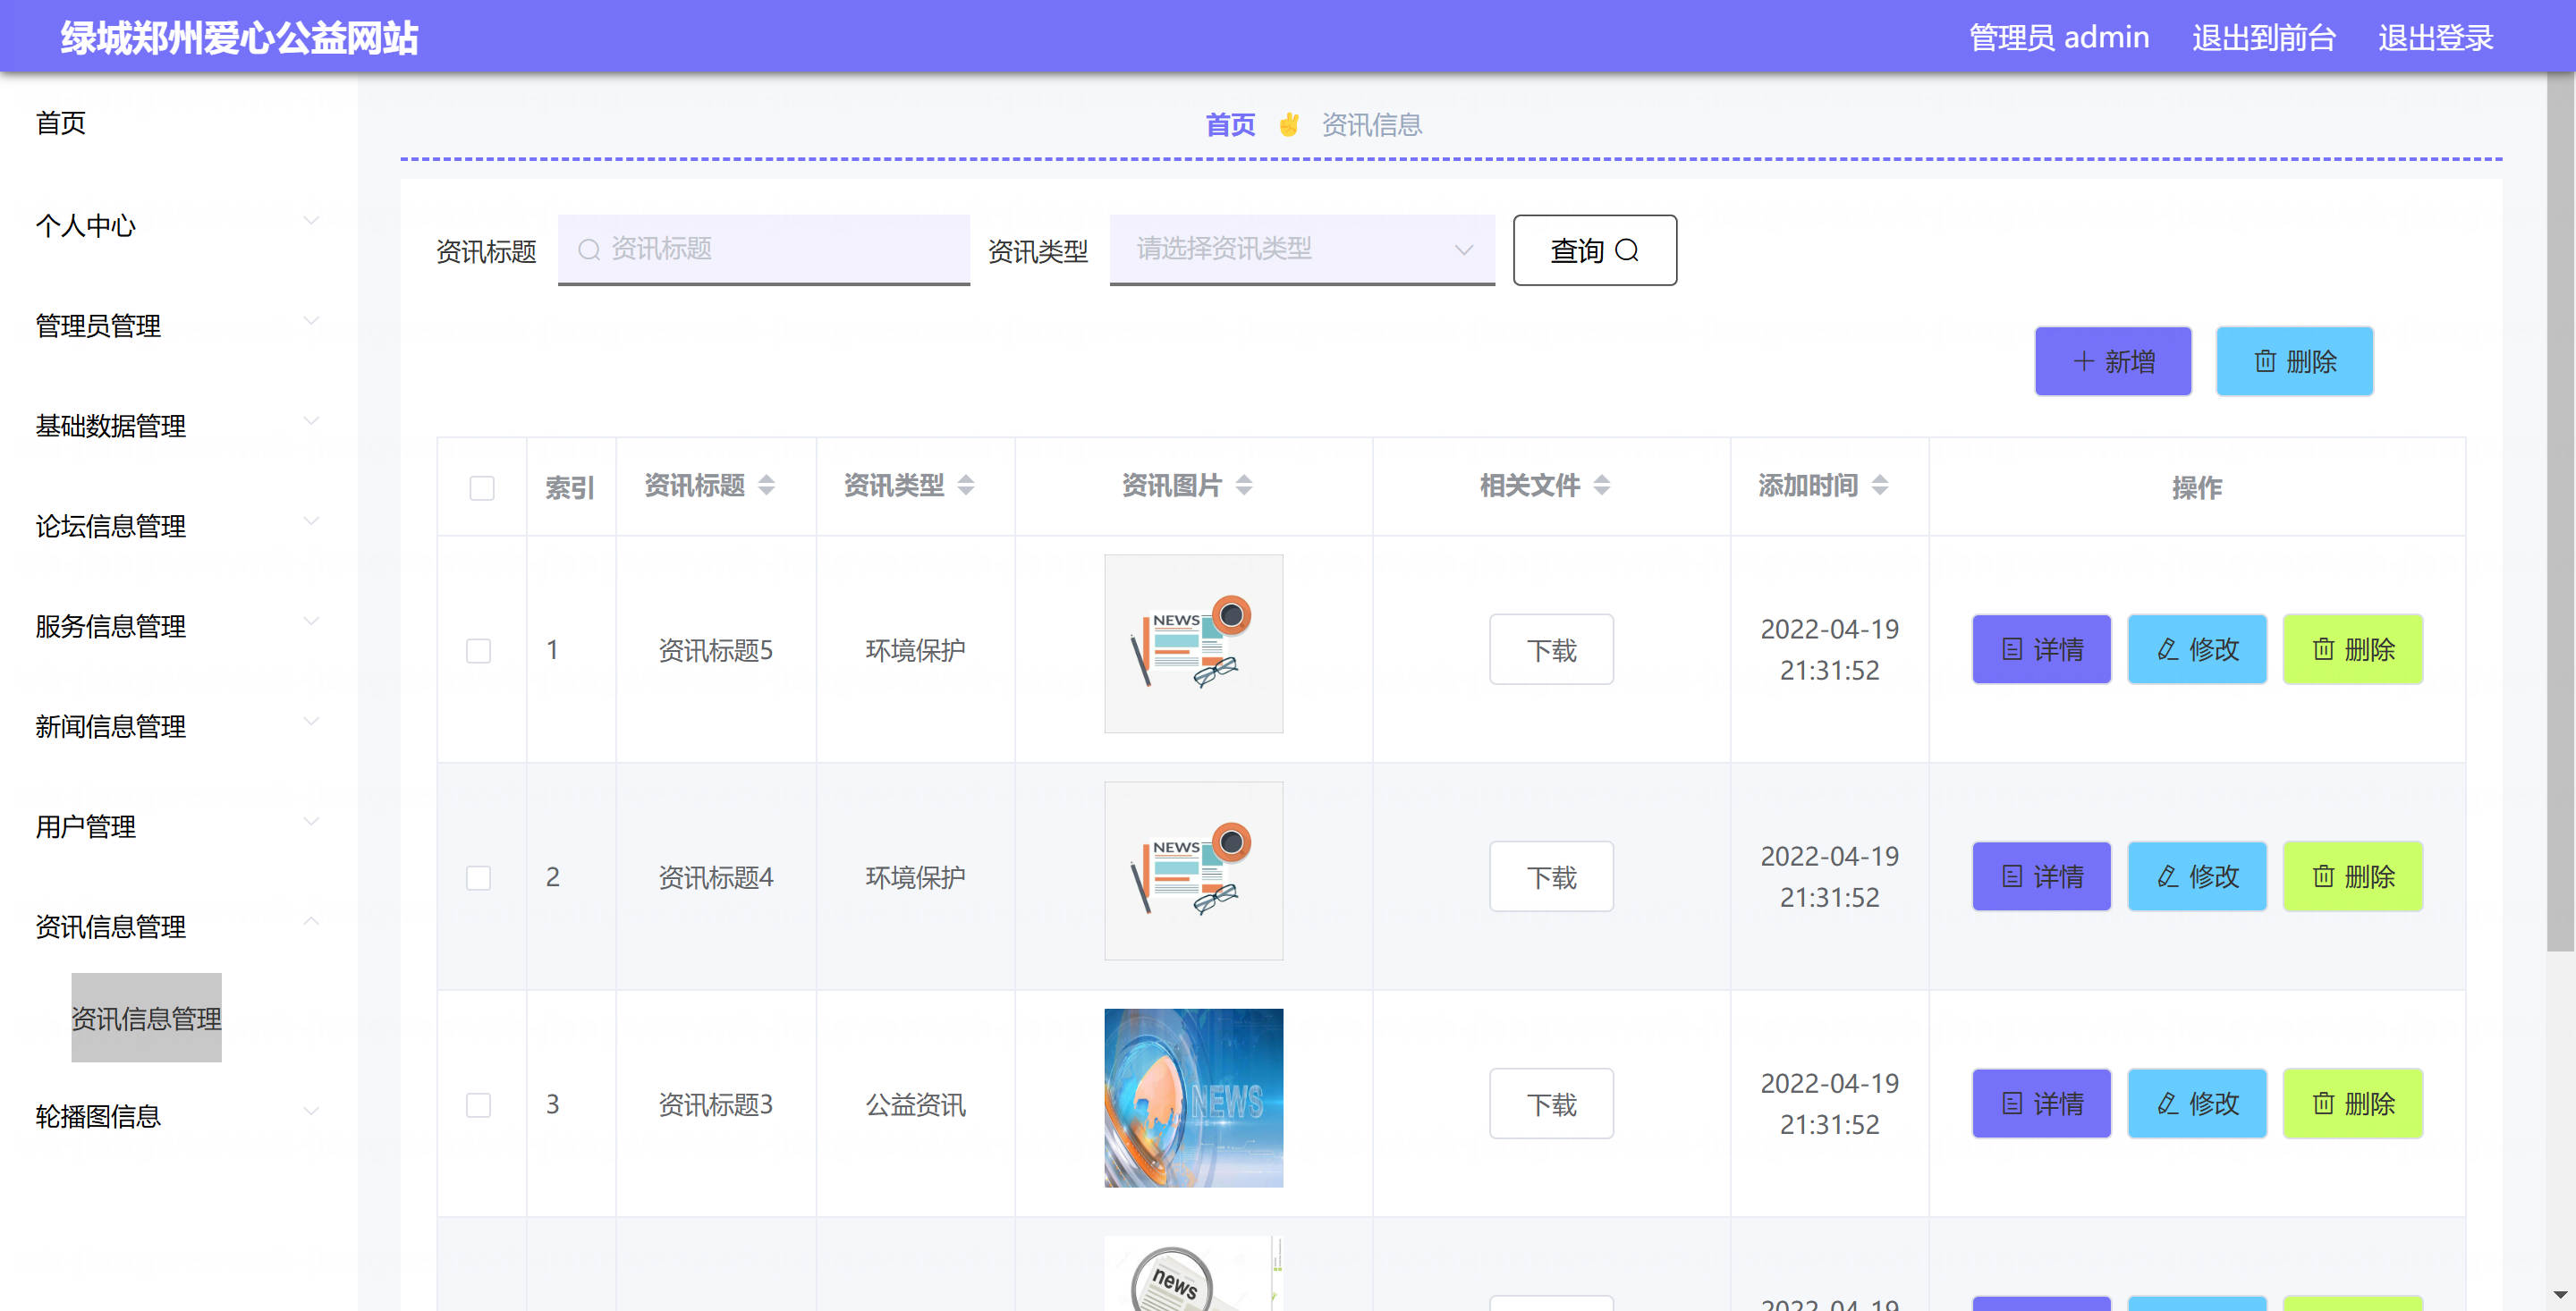 绿城郑州爱心公益网站
管理员 admin 退出到前台 退出登录
首页
个人中心
管理员管理
基础数据管理
论坛信息管理
服务信息管理
新闻信息管理
用户管理
资讯信息管理
资讯信息管理
轮播图信息
首页 ✌ 资讯信息
资讯标题 资讯标题 资讯类型 请选择资讯类型 查询
新增 删除
索引 资讯标题 资讯类型 资讯图片 相关文件 添加时间 操作
1 资讯标题5 环境保护 NEWS 下载 2022-04-19 21:31:52 详情 修改 删除
2 资讯标题4 环境保护 NEWS 下载 2022-04-19 21:31:52 详情 修改 删除
3 资讯标题3 公益资讯 NEWS 下载 2022-04-19 21:31:52 详情 修改 删除
news 2022-04-19